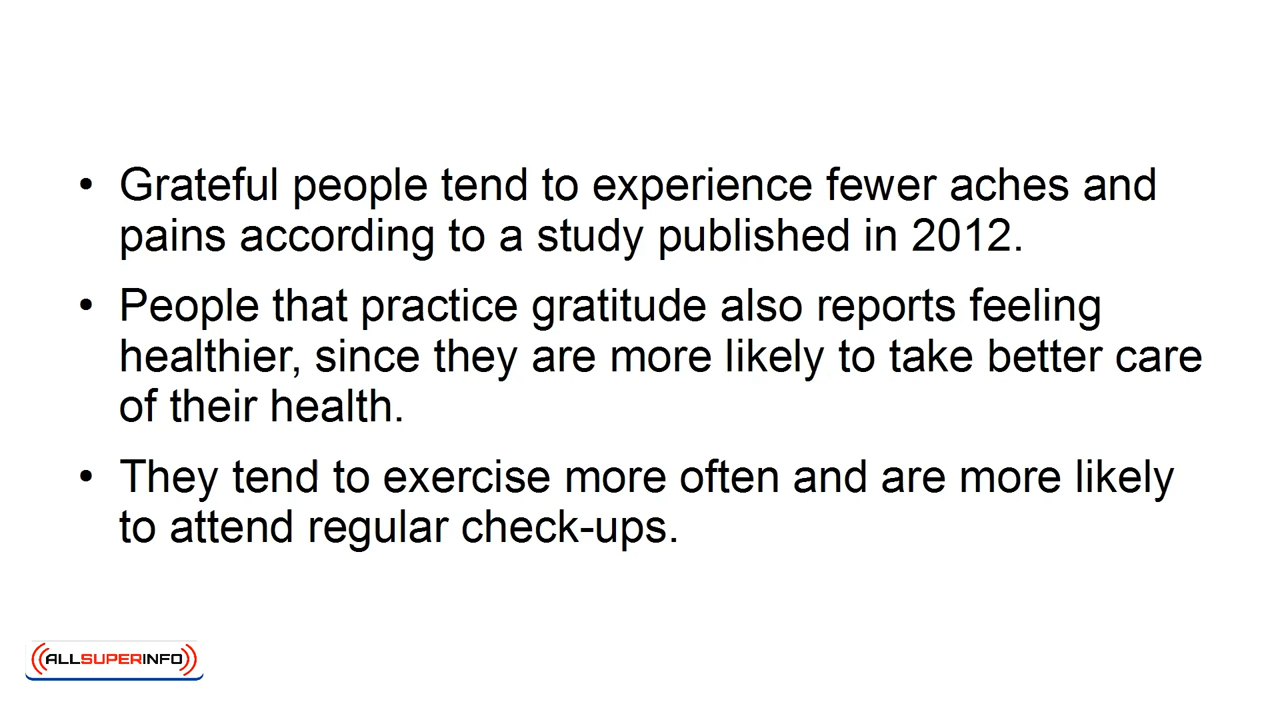 • Grateful people tend to experience fewer aches and
pains according to a study published in 2012.
• People that practice gratitude also reports feeling
healthier, since they are more likely to take better care
of their health.
• They tend to exercise more often and are more likely
to attend regular check-ups.
ALLSUPERINFO